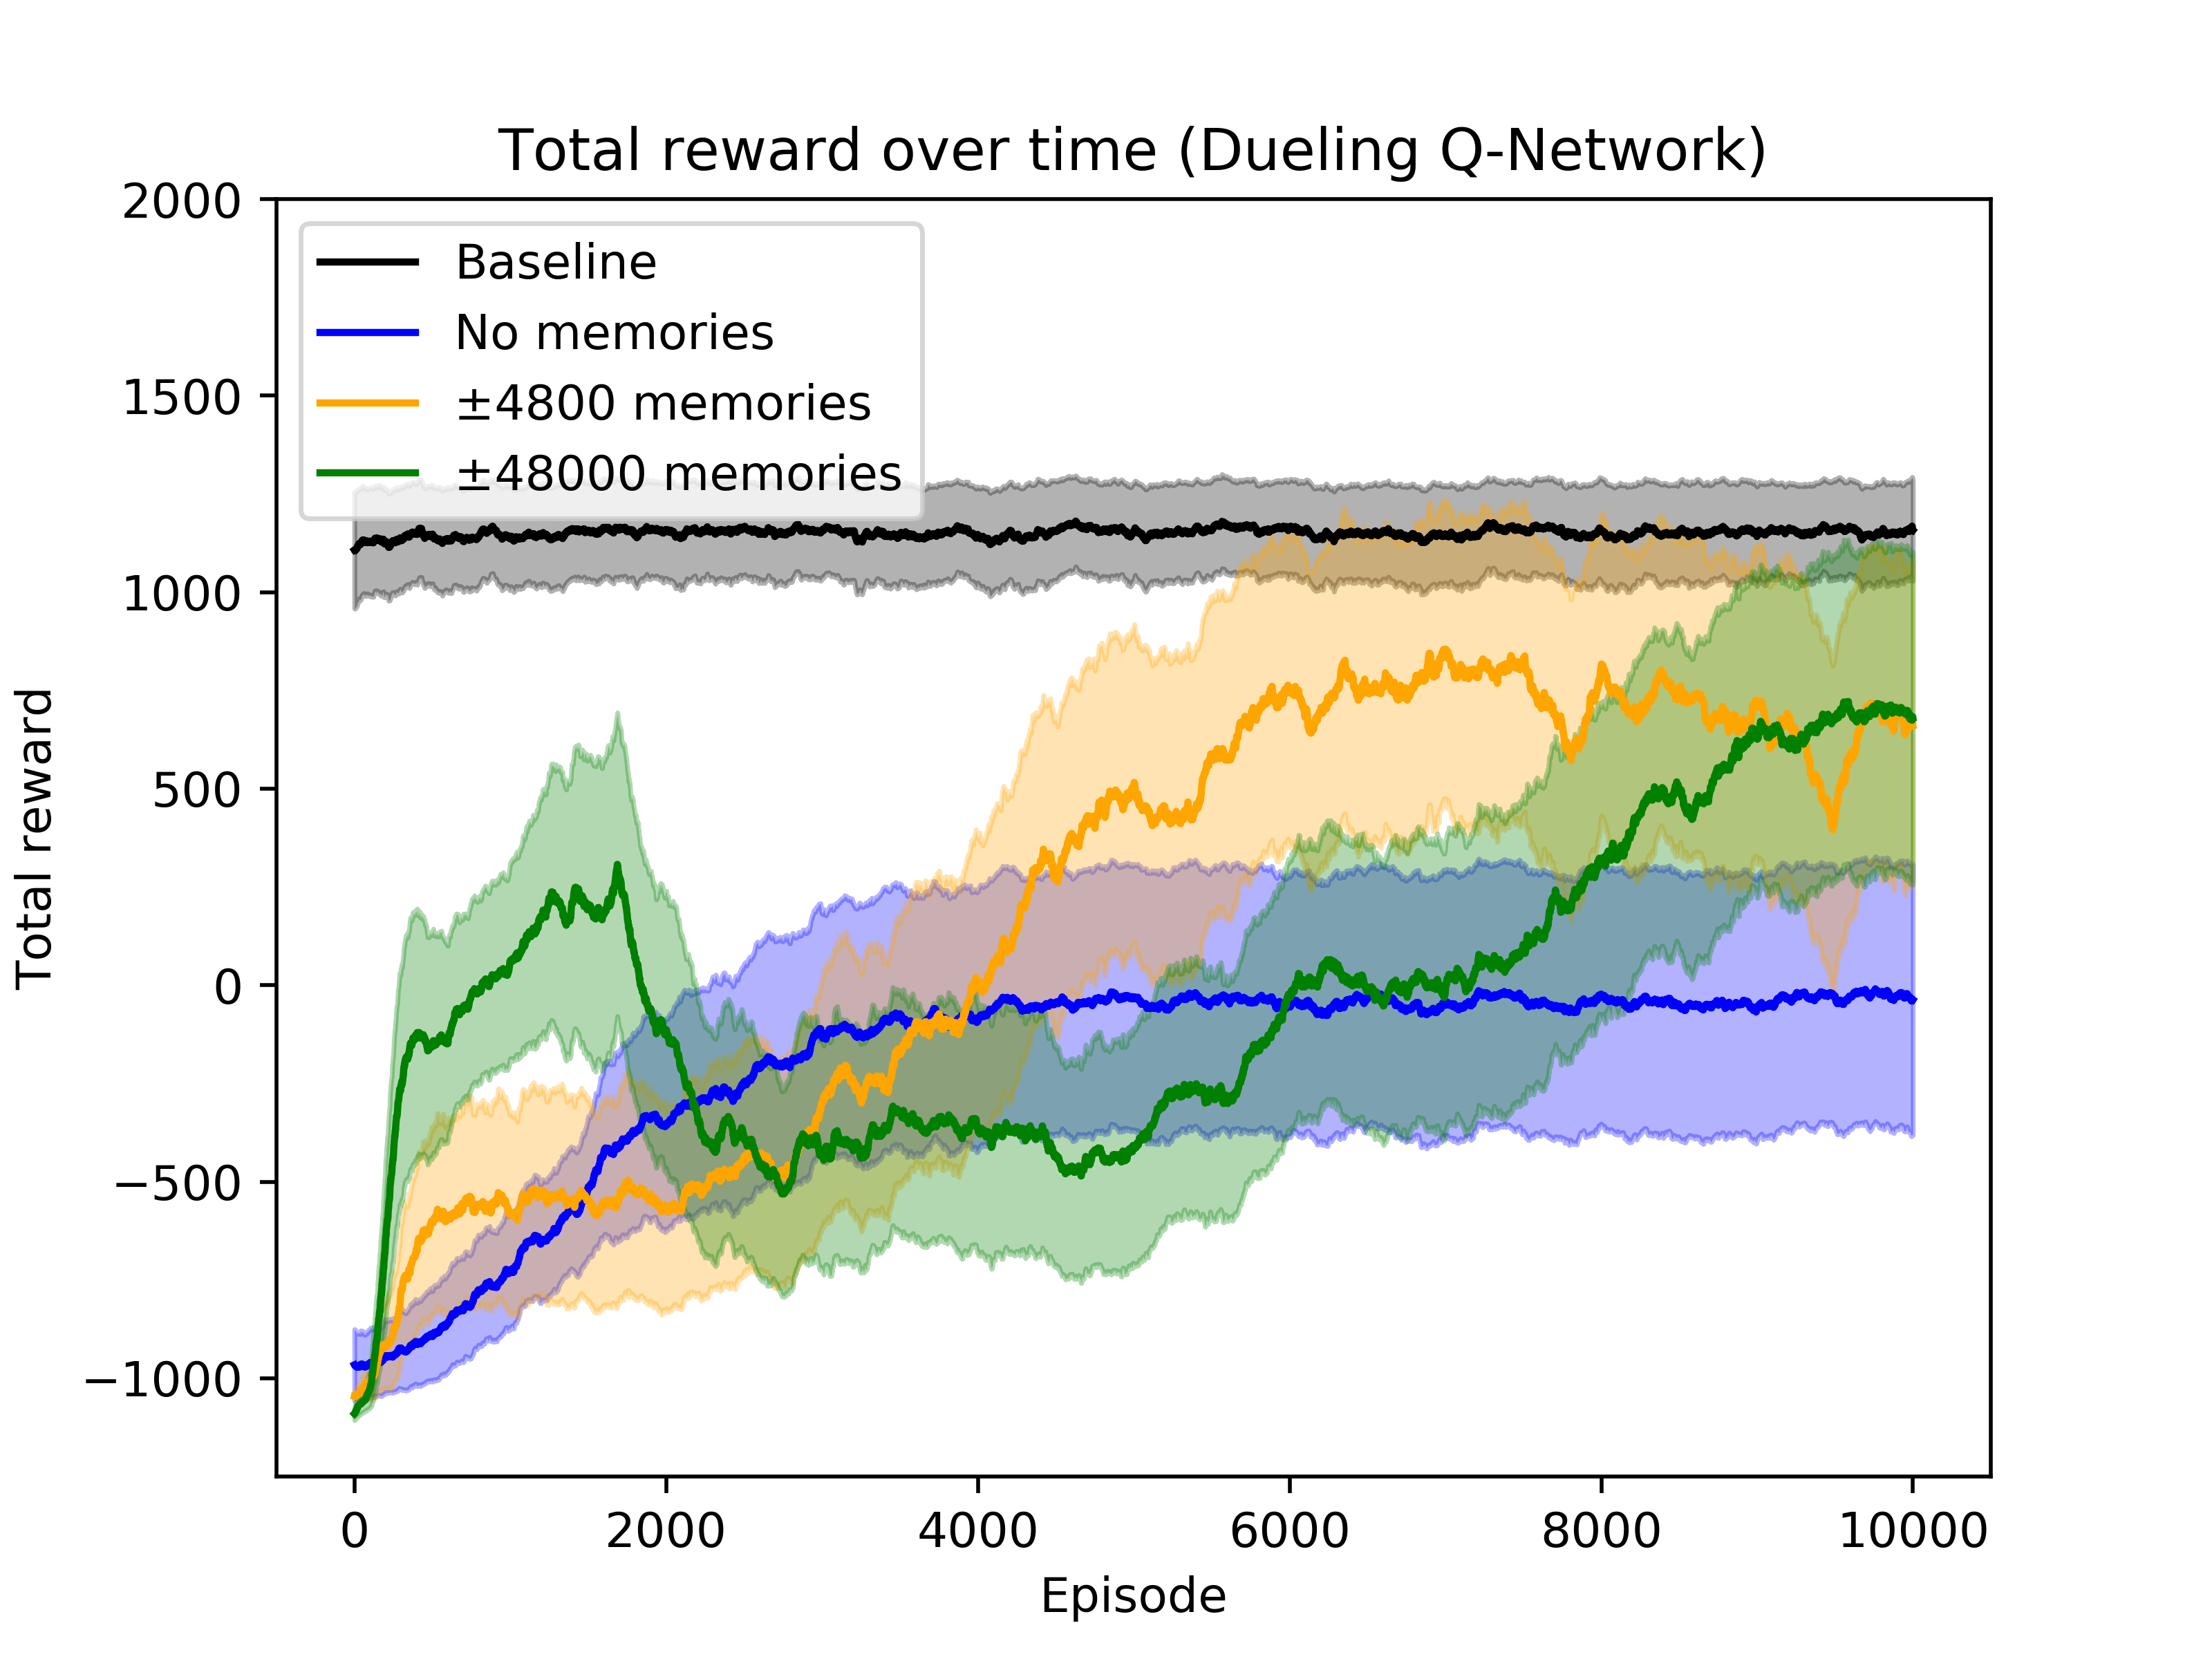 Total reward over time (Dueling Q-Network)
2000
1500
1000
500
0
−500
−1000
Total reward
Baseline
No memories
±4800 memories
±48000 memories
0 2000 4000 6000 8000 10000
Episode